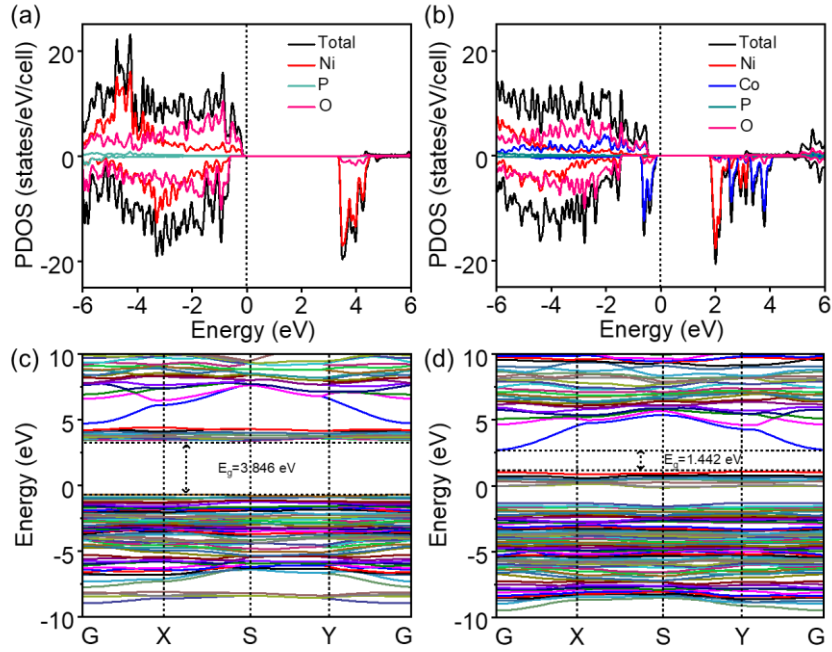 (a)
PDOS (states/eV/cell)
20
0
-20
Total
Ni
P
O
-6 -4 -2 0 2 4 6
Energy (eV)
(b)
PDOS (states/eV/cell)
20
0
-20
Total
Ni
Co
P
O
-6 -4 -2 0 2 4 6
Energy (eV)
(c)
Energy (eV)
10
5
0
-5
-10
Eg=3.846 eV
G X S Y G
(d)
Energy (eV)
10
5
0
-5
-10
Eg=1.442 eV
G X S Y G